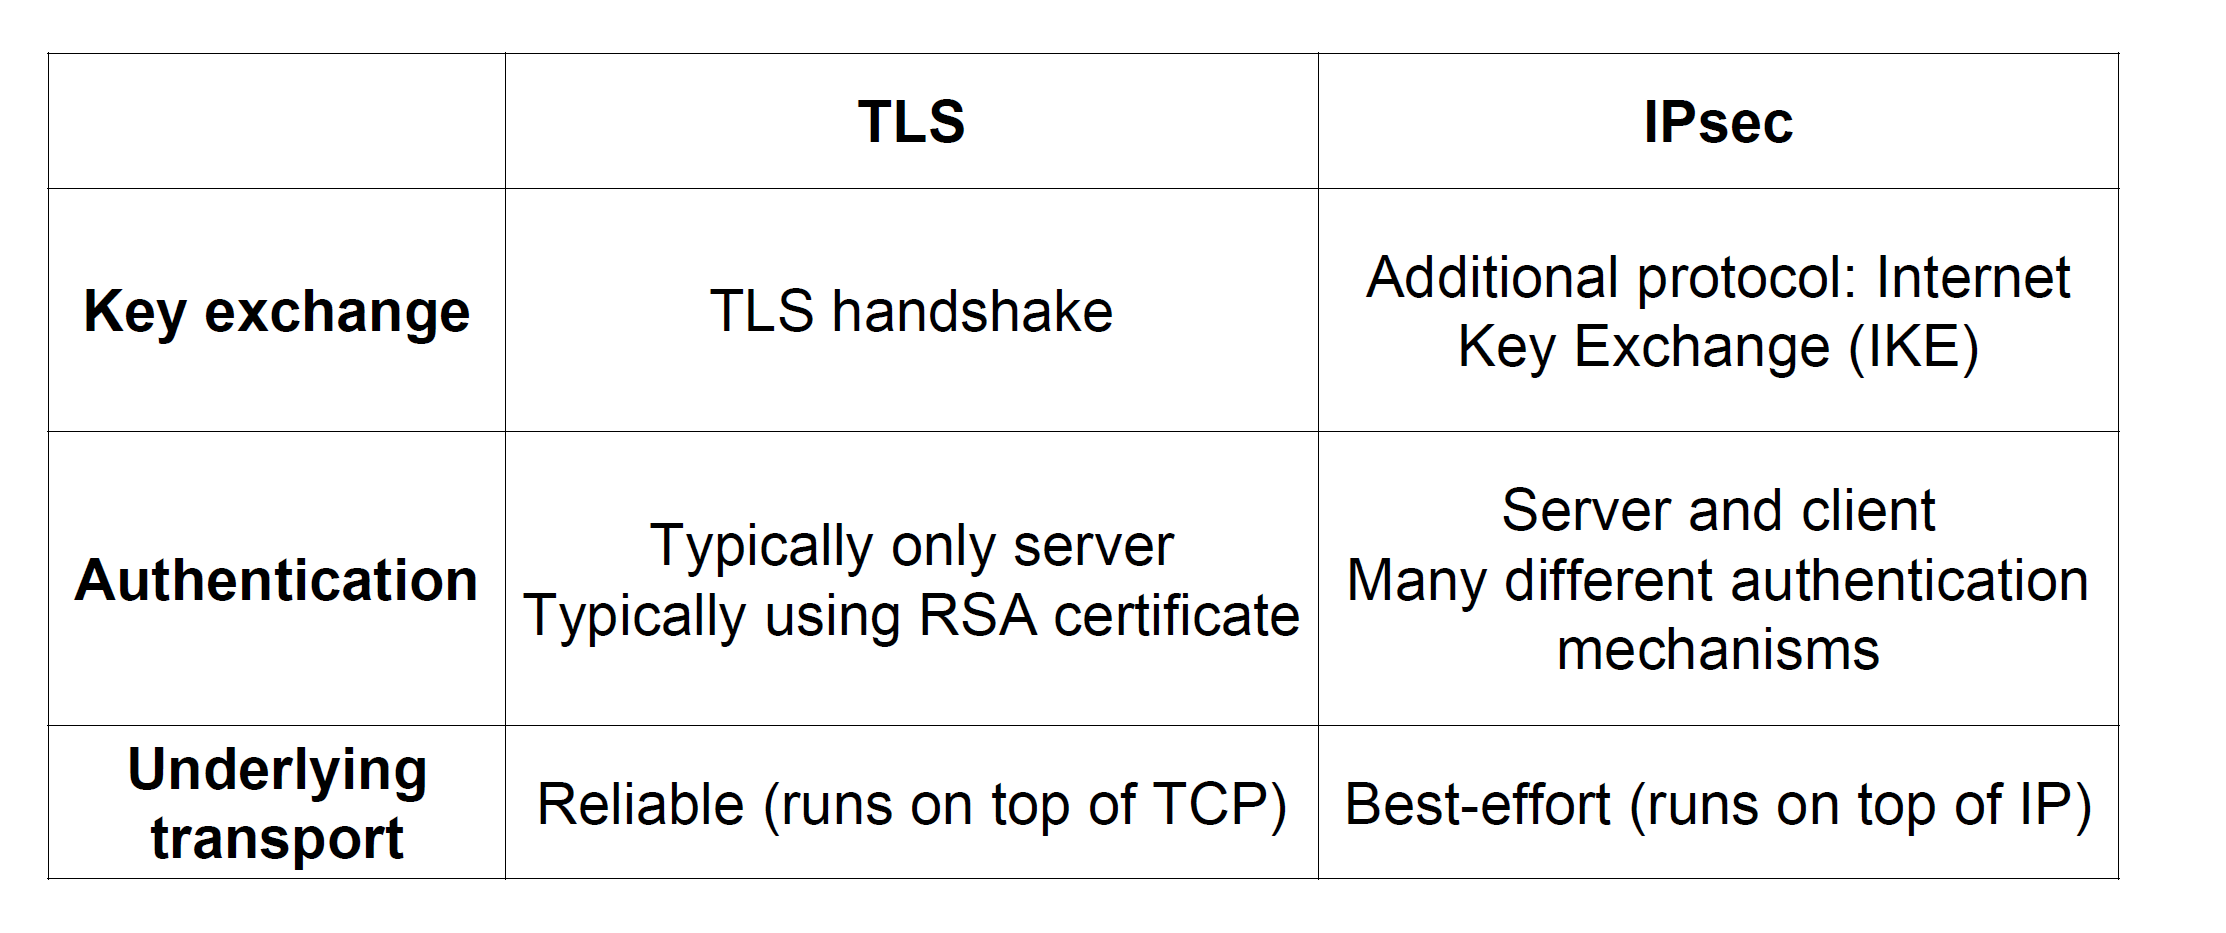 TLS
IPsec
Key exchange
TLS handshake
Additional protocol: Internet
Key Exchange (IKE)
Authentication
Typically only server
Typically using RSA certificate
Server and client
Many different authentication
mechanisms
Underlying
transport
Reliable (runs on top of TCP)
Best-effort (runs on top of IP)